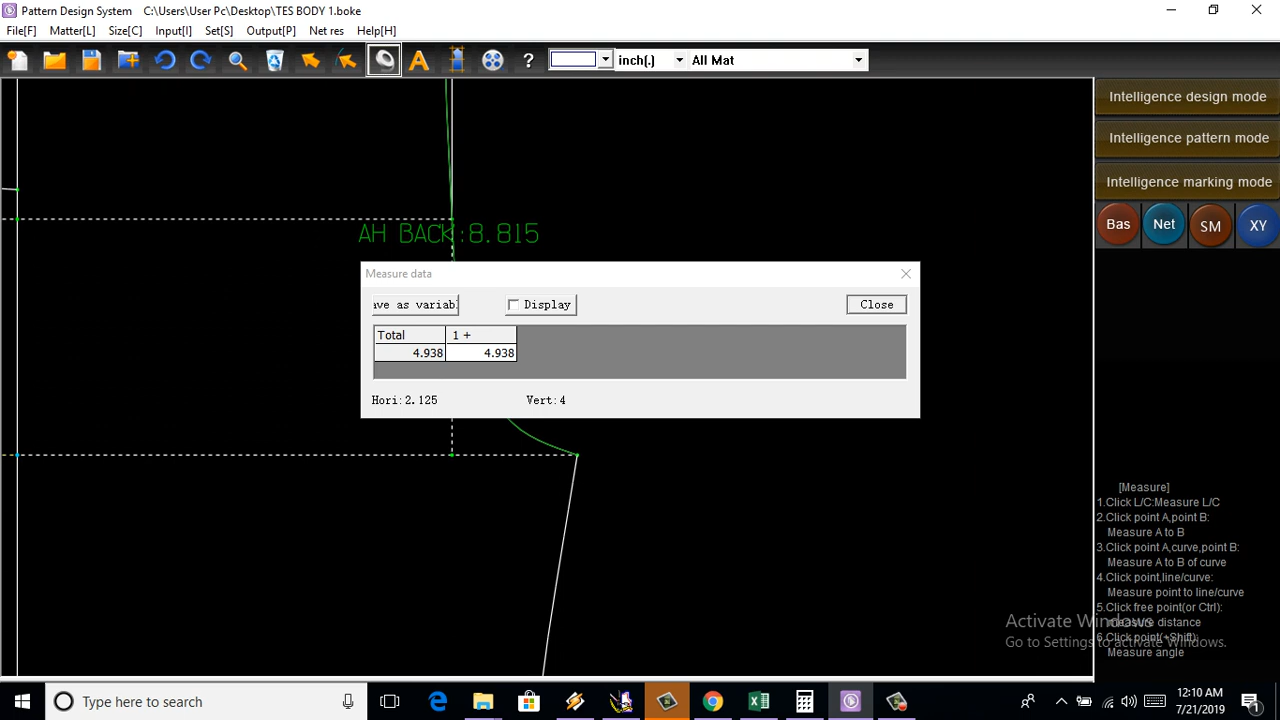 Pattern Design System C:\Users\User Pc\Desktop\TES BODY 1.boke
File[F] Matter[L] Size[C] Input[I] Set[S] Output[P] Net res Help[H]
A ? inch(.) All Mat
Intelligence design mode
Intelligence pattern mode
Intelligence marking mode
Bas Net SM XY
AH BACK:8.815
Measure data
ave as variab Display Close
Total 1 +
4.938 4.938
Hori:2.125 Vert:4
[Measure]
1.Click L/C:Measure L/C
2.Click point A,point B:
Measure A to B
3.Click point A,curve,point B:
Measure A to B of curve
4.Click point,line/curve:
Measure point to line/curve
5.Click free point(or Ctrl):
measure distance
6.Click point(+Shift):
Measure angle
Activate Windows
Go to Settings to activate Windows.
Type here to search
12:10 AM
7/21/2019
1